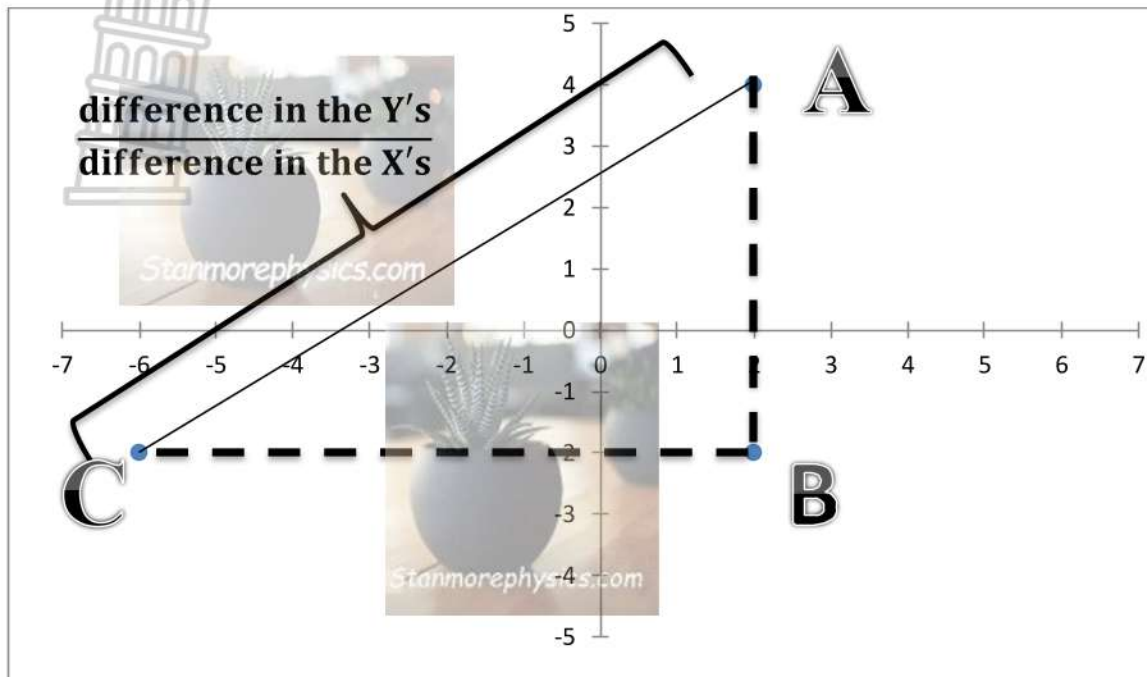 5
A
4
difference in the Y's
difference in the X's
3
2
Stanmorephysics.com
1
0
-7 -6 -5 -4 -3 -2 -1 0 1 2 3 4 5 6 7
-1
C
-2
B
-3
Stanmorephysics.com
-4
-5